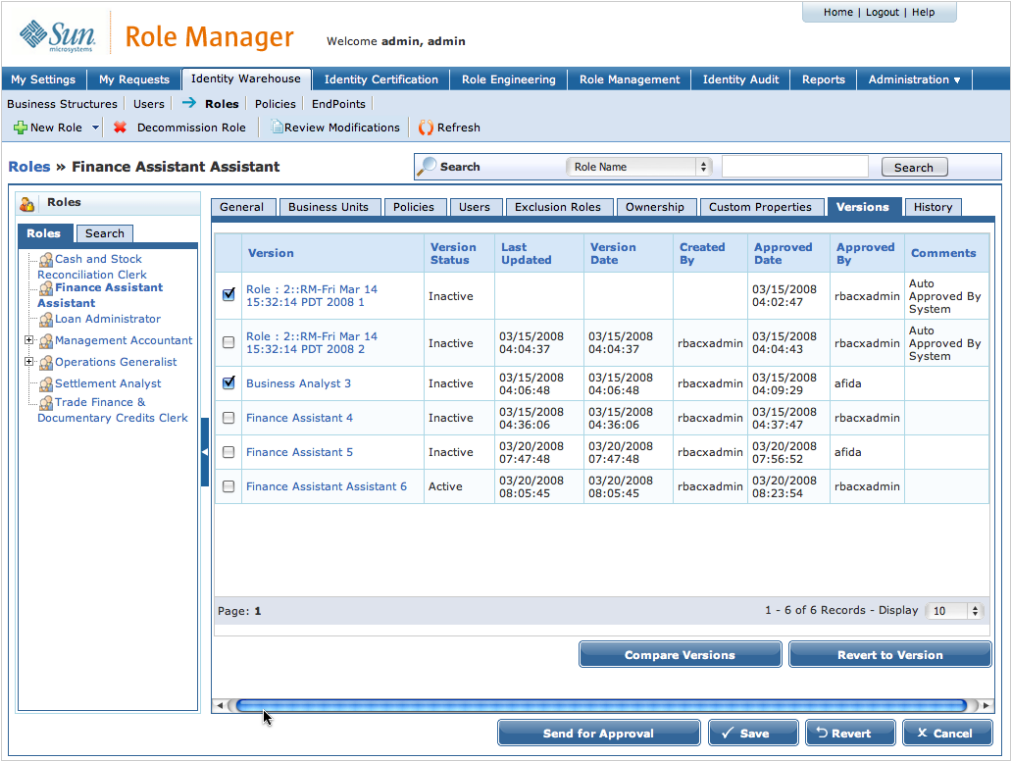 Home | Logout | Help
Sun microsystems
Role Manager
Welcome admin, admin
My Settings My Requests Identity Warehouse Identity Certification Role Engineering Role Management Identity Audit Reports Administration ▼
Business Structures Users Roles Policies EndPoints
New Role Decommission Role Review Modifications Refresh
Roles » Finance Assistant Assistant
Search Role Name Search
Roles
Roles Search
Cash and Stock
Reconciliation Clerk
Finance Assistant
Assistant
Loan Administrator
Management Accountant
Operations Generalist
Settlement Analyst
Trade Finance &
Documentary Credits Clerk
General Business Units Policies Users Exclusion Roles Ownership Custom Properties Versions History
Version Version Status Last Updated Version Date Created By Approved Date Approved By Comments
Role : 2::RM-Fri Mar 14 15:32:14 PDT 2008 1 Inactive 03/15/2008 04:02:47 rbacxadmin Auto Approved By System
Role : 2::RM-Fri Mar 14 15:32:14 PDT 2008 2 Inactive 03/15/2008 04:04:37 03/15/2008 04:04:37 rbacxadmin 03/15/2008 04:04:43 rbacxadmin Auto Approved By System
Business Analyst 3 Inactive 03/15/2008 04:06:48 03/15/2008 04:06:48 rbacxadmin 03/15/2008 04:09:29 afida
Finance Assistant 4 Inactive 03/15/2008 04:36:06 03/15/2008 04:36:06 rbacxadmin 03/15/2008 04:37:47 rbacxadmin
Finance Assistant 5 Inactive 03/20/2008 07:47:48 03/20/2008 07:47:48 rbacxadmin 03/20/2008 07:56:52 afida
Finance Assistant Assistant 6 Active 03/20/2008 08:05:45 03/20/2008 08:05:45 rbacxadmin 03/20/2008 08:23:54 rbacxadmin
Page: 1 1 - 6 of 6 Records - Display 10
Compare Versions Revert to Version
Send for Approval Save Revert Cancel